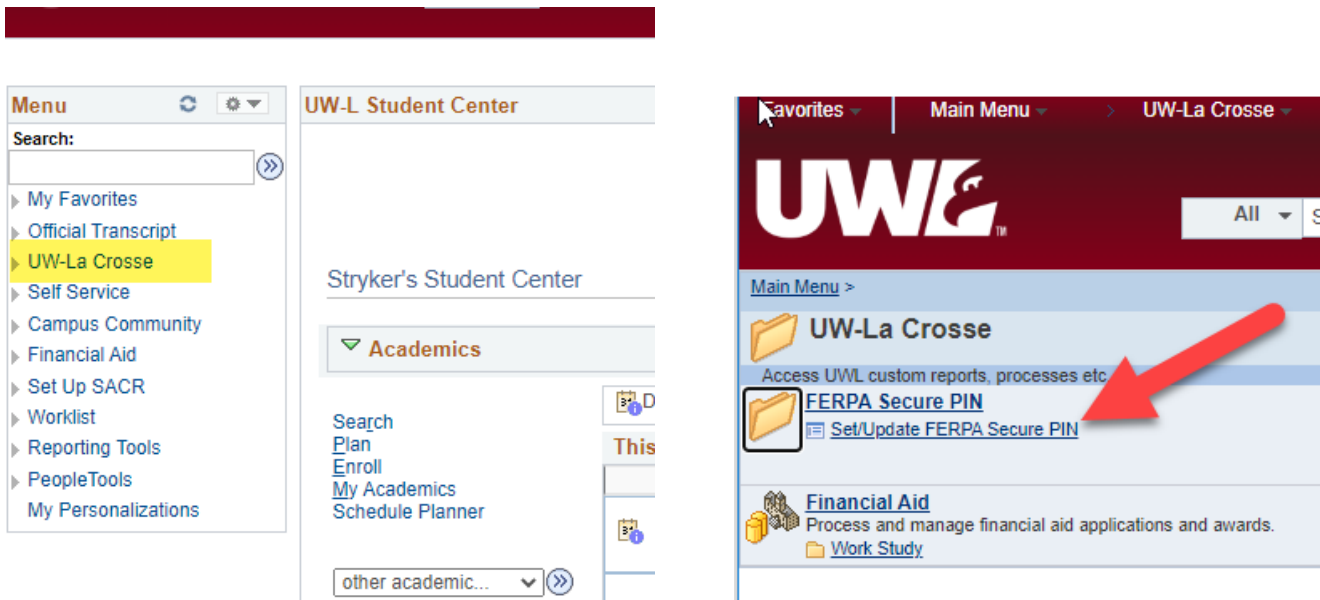 Menu
Search:
My Favorites
Official Transcript
UW-La Crosse
Self Service
Campus Community
Financial Aid
Set Up SACR
Worklist
Reporting Tools
PeopleTools
My Personalizations
UW-L Student Center
Stryker's Student Center
Academics
Search
Plan
Enroll
My Academics
Schedule Planner
other academic...
This
Favorites Main Menu > UW-La Crosse
UWL TM
All
Main Menu >
UW-La Crosse
Access UWL custom reports, processes etc
FERPA Secure PIN
Set/Update FERPA Secure PIN
Financial Aid
Process and manage financial aid applications and awards.
Work Study